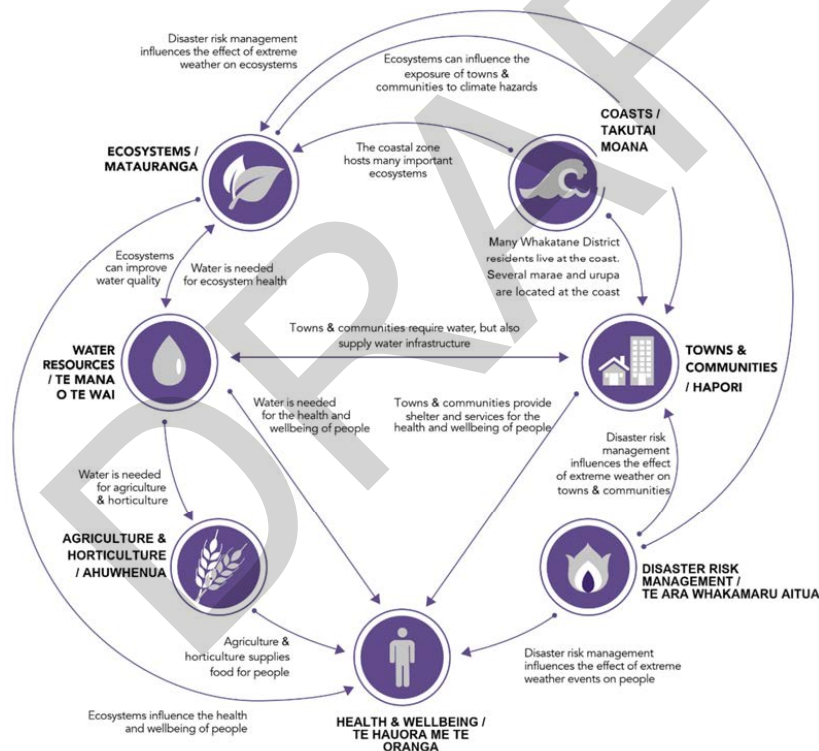 Disaster risk management
influences the effect of extreme
weather on ecosystems
Ecosystems can influence the
exposure of towns &
communities to climate hazards
COASTS /
TAKUTAI
MOANA
ECOSYSTEMS /
MATAURANGA
The coastal zone
hosts many important
ecosystems
Many Whakatane District
residents live at the coast.
Several marae and urupa
are located at the coast
Ecosystems
can improve
water quality
Water is needed
for ecosystem health
WATER
RESOURCES
/ TE MANA
O TE WAI
Towns & communities require water, but also
supply water infrastructure
TOWNS &
COMMUNITIES
/ HAPORI
Water is needed
for the health and
wellbeing of people
Towns & communities provide
shelter and services for the
health and wellbeing of people
Disaster risk
management
influences the effect
of extreme weather on
towns & communities
Water is needed
for agriculture
& horticulture
AGRICULTURE &
HORTICULTURE
/ AHUWHENUA
DISASTER RISK
MANAGEMENT /
TE ARA WHAKAMARU AITUA
Agriculture &
horticulture supplies
food for people
Disaster risk management
influences the effect of extreme
weather events on people
Ecosystems influence the health
and wellbeing of people
HEALTH & WELLBEING /
TE HAUORA ME TE
ORANGA
DRAF